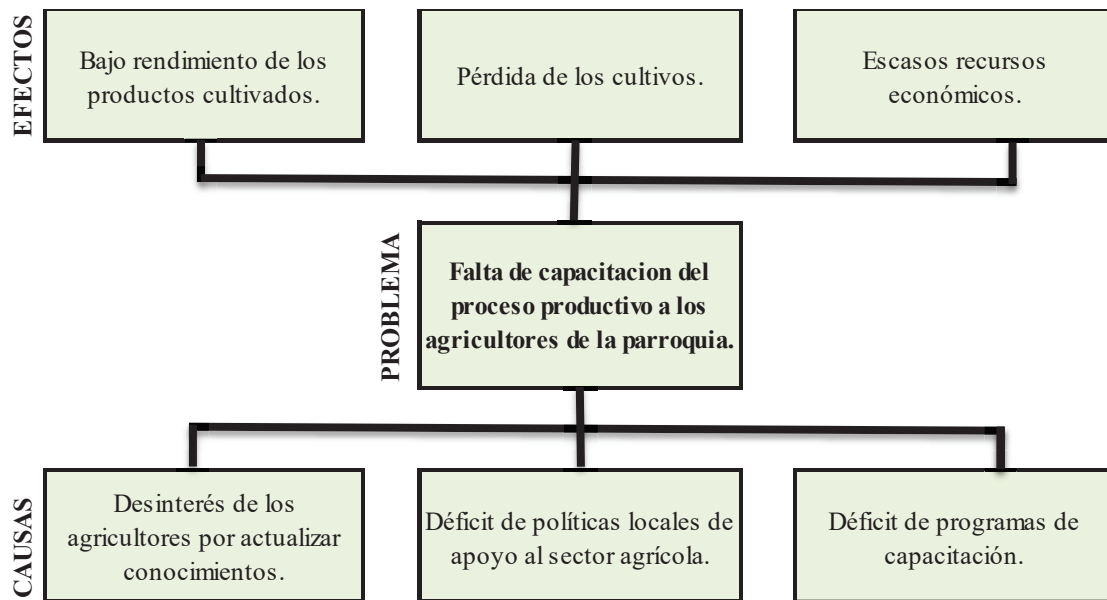 EFECTOS
Bajo rendimiento de los
productos cultivados.
Pérdida de los cultivos.
Escasos recursos
económicos.
PROBLEMA
Falta de capacitacion del
proceso productivo a los
agricultores de la parroquia.
CAUSAS
Desinterés de los
agricultores por actualizar
conocimientos.
Déficit de políticas locales de
apoyo al sector agrícola.
Déficit de programas de
capacitación.